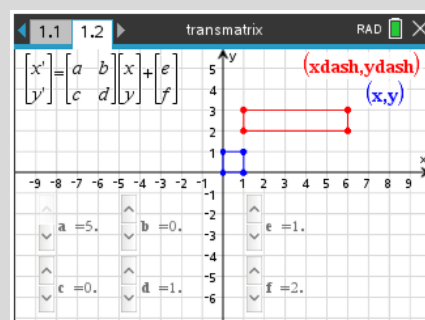 1.1 1.2 transmatrix RAD
[x'] = [a b] [x] + [e]
[y'] [c d] [y] [f]
y
(xdash,ydash)
(x,y)
5
4
3
2
1
x
-9 -8 -7 -6 -5 -4 -3 -2 -1 1 2 3 4 5 6 7 8 9
-1
-2
-3
-4
-5
-6
a =5. b =0. e =1.
c =0. d =1. f =2.